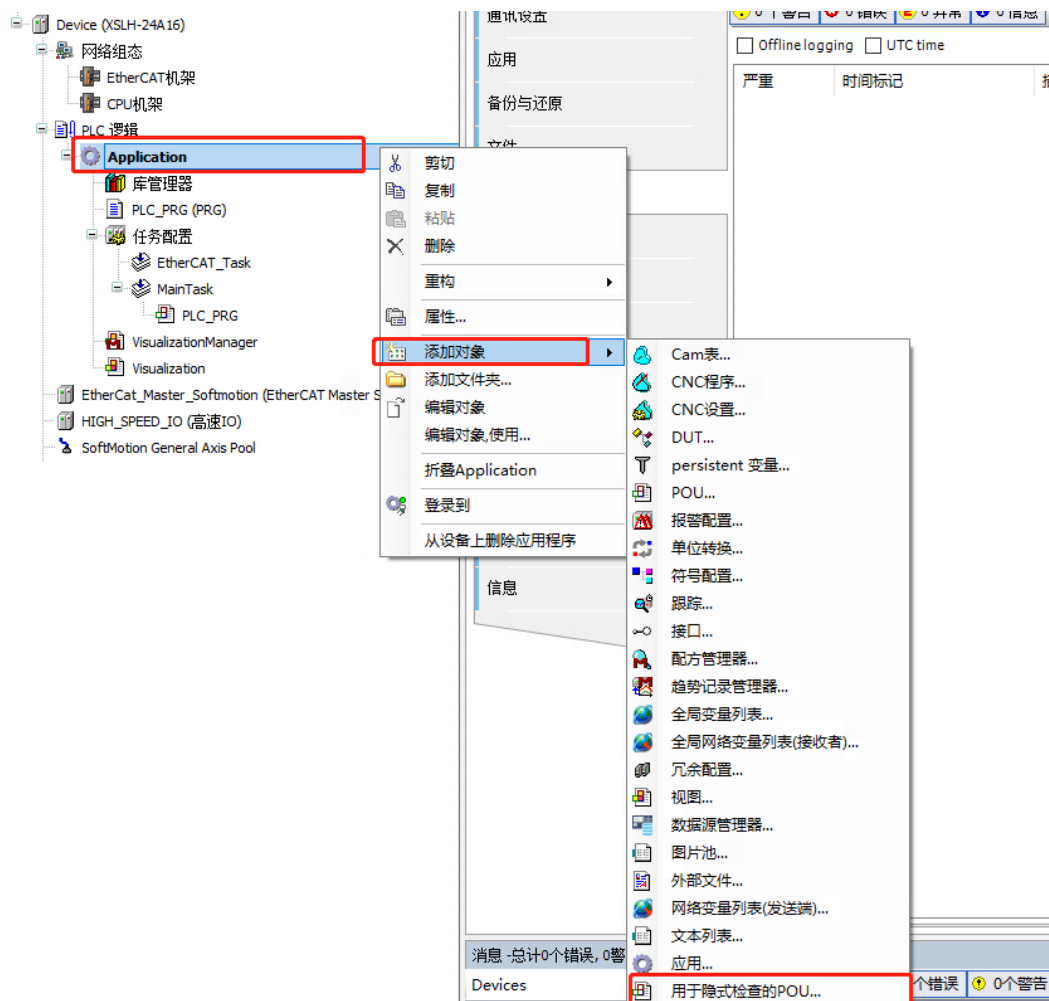 Device (XSLH-24A16)
网络组态
EtherCAT机架
CPU机架
PLC 逻辑
Application
库管理器
PLC_PRG (PRG)
任务配置
EtherCAT_Task
MainTask
PLC_PRG
VisualizationManager
Visualization
EtherCat_Master_Softmotion (EtherCAT Master S
HIGH_SPEED_IO (高速IO)
SoftMotion General Axis Pool
通讯设置
应用
备份与还原
文件
信息
剪切
复制
粘贴
删除
重构
属性...
添加对象
添加文件夹...
编辑对象
编辑对象,使用...
折叠Application
登录到
从设备上删除应用程序
Cam表...
CNC程序...
CNC设置...
DUT...
persistent 变量...
POU...
报警配置...
单位转换...
符号配置...
跟踪...
接口...
配方管理器...
趋势记录管理器...
全局变量列表...
全局网络变量列表(接收者)...
冗余配置...
视图...
数据源管理器...
图片池...
外部文件...
网络变量列表(发送端)...
文本列表...
应用...
用于隐式检查的POU...
0 个警告 0 错误 0 异常 0 信息
Offline logging UTC time
严重 时间标记
消息 -总计0个错误, 0警
Devices
个错误 0个警告